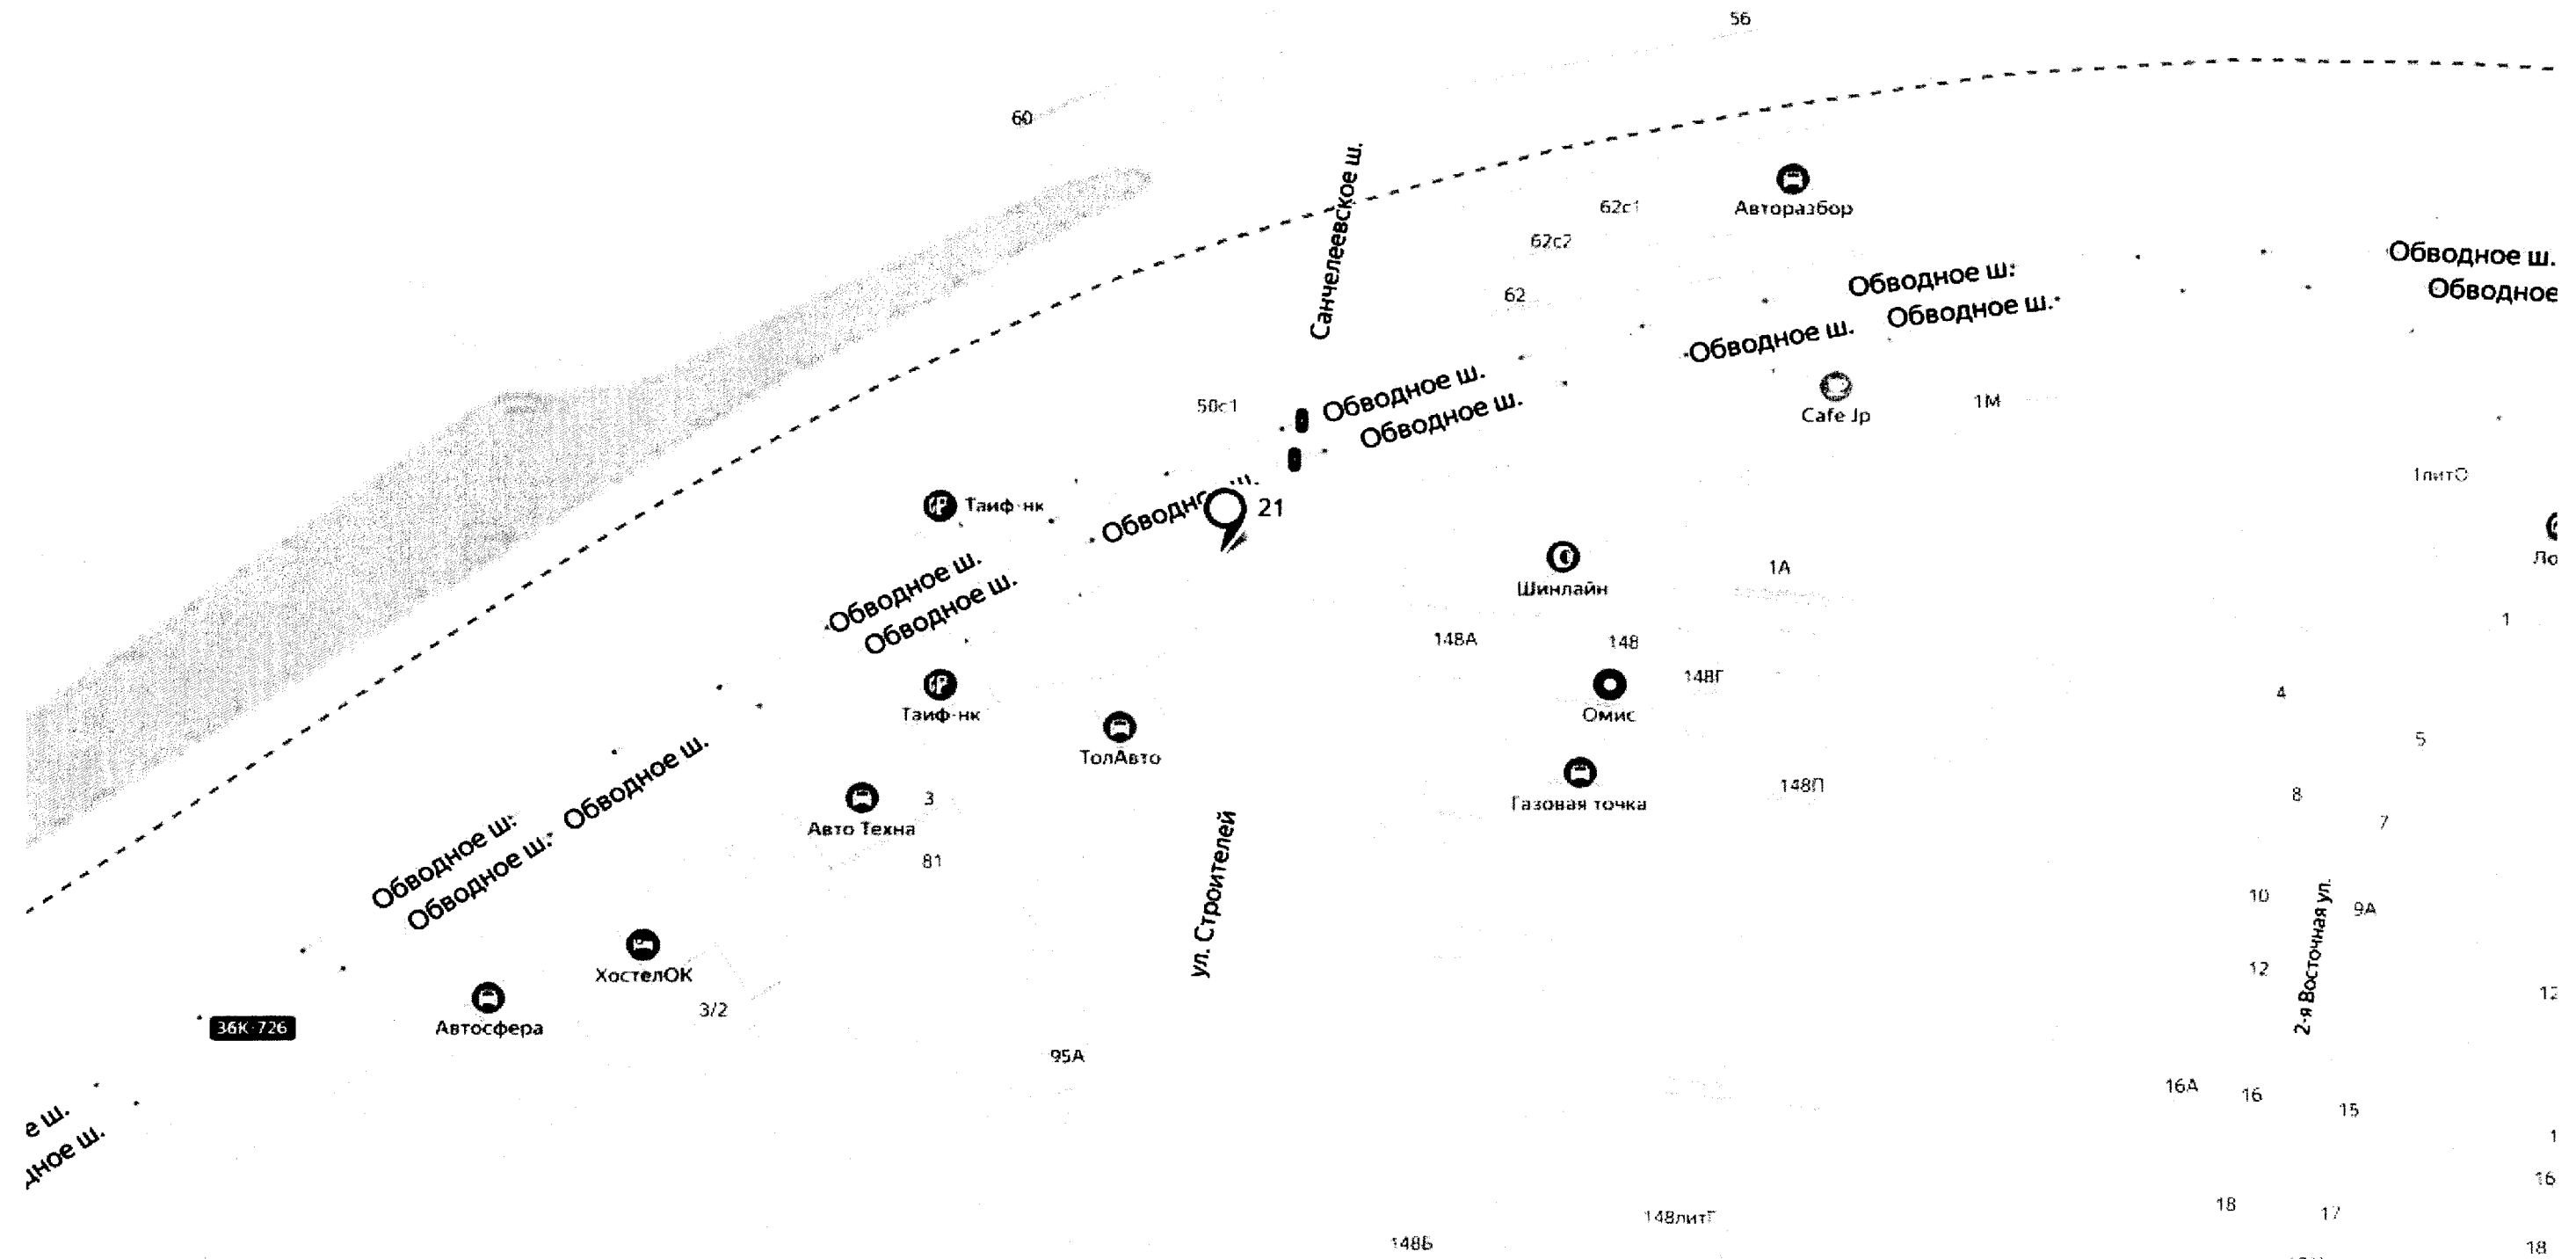 56
60
Санчелеевское ш.
62с1
Авторазбор
62с2
62
Обводное ш.
Обводное ш.
Обводное ш.
Обводное ш.
Обводное
Обводное ш.
Обводное ш.
50с1
Cafe Jp
1М
1литО
Таиф-нк
21
Обводное ш.
Обводное ш.
Шинлайн
1А
1
148А
148
148Г
Омис
4
Таиф-нк
ТолАвто
5
Обводное ш.
Газовая точка
148П
8
7
3
Авто Техна
81
Обводное ш.
Обводное ш.
ул. Строителей
10
9А
2-я Восточная ул.
12
ХостелОК
3/2
Автосфера
36К-726
95А
16А
16
15
е ш.
дное ш.
16
18
17
148литГ
148Б
18